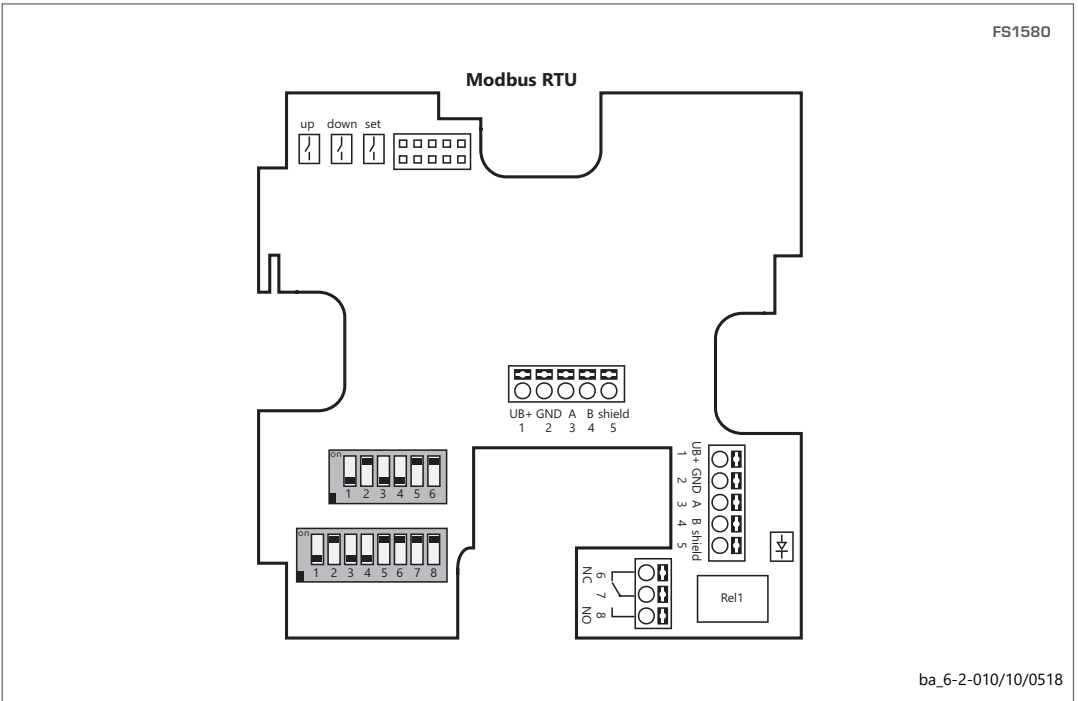 FS1580
Modbus RTU
up down set
UB+ GND A B shield
1 2 3 4 5
on
1 2 3 4 5 6
on
1 2 3 4 5 6 7 8
UB+ GND A B shield
1 2 3 4 5
NC NO
6 7 8
Rel1
ba_6-2-010/10/0518